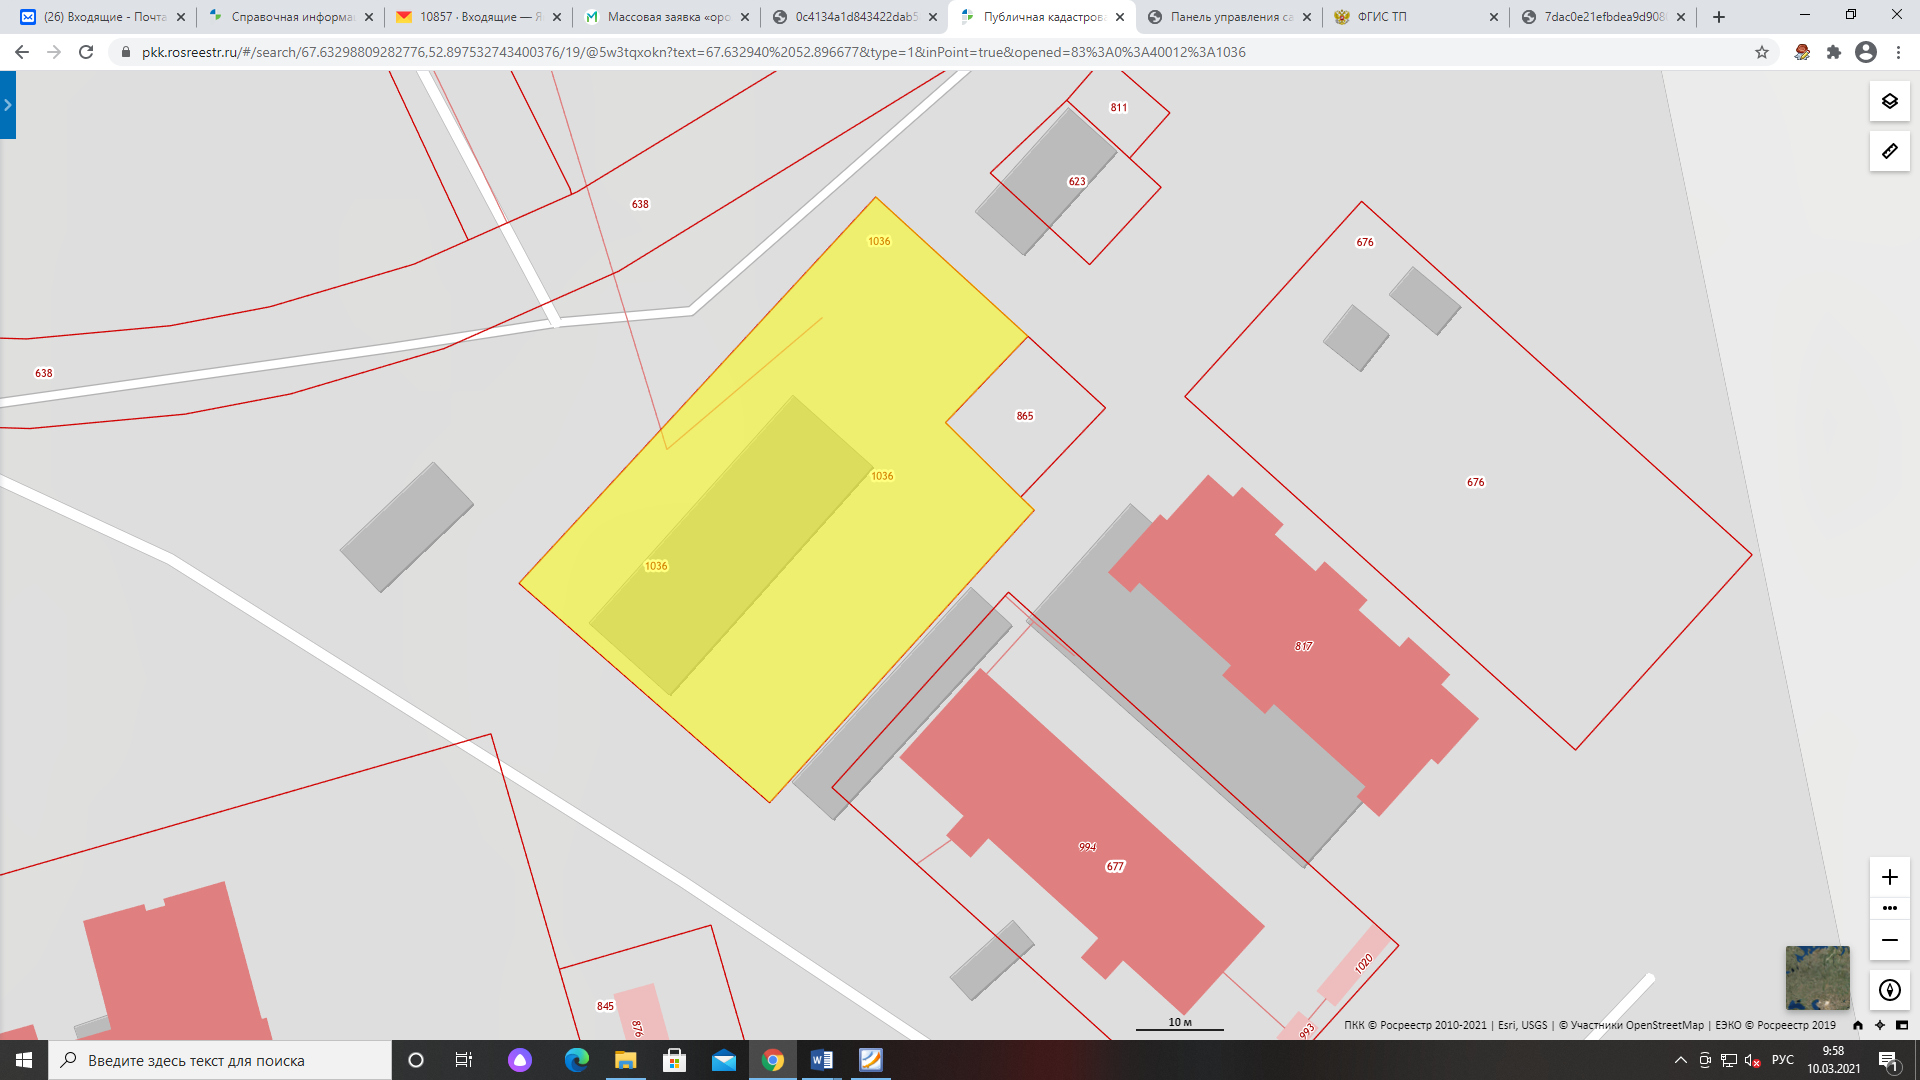 (26) Входящие - Почта
Справочная информа
10857 · Входящие — Я
Массовая заявка «оро
0c4134a1d843422dab5
Публичная кадастрова
Панель управления са
ФГИС ТП
7dac0e21efbdea9d908
pkk.rosreestr.ru/#/search/67.63298809282776,52.897532743400376/19/@5w3tqxokn?text=67.632940%2052.896677&type=1&inPoint=true&opened=83%3A0%3A40012%3A1036
811
623
638
1036
676
638
865
1036
676
1036
817
994
677
1020
845
876
993
10 м
ПКК © Росреестр 2010-2021 | Esri, USGS | © Участники OpenStreetMap | ЕЭКО © Росреестр 2019
Введите здесь текст для поиска
РУС
9:58
10.03.2021
1